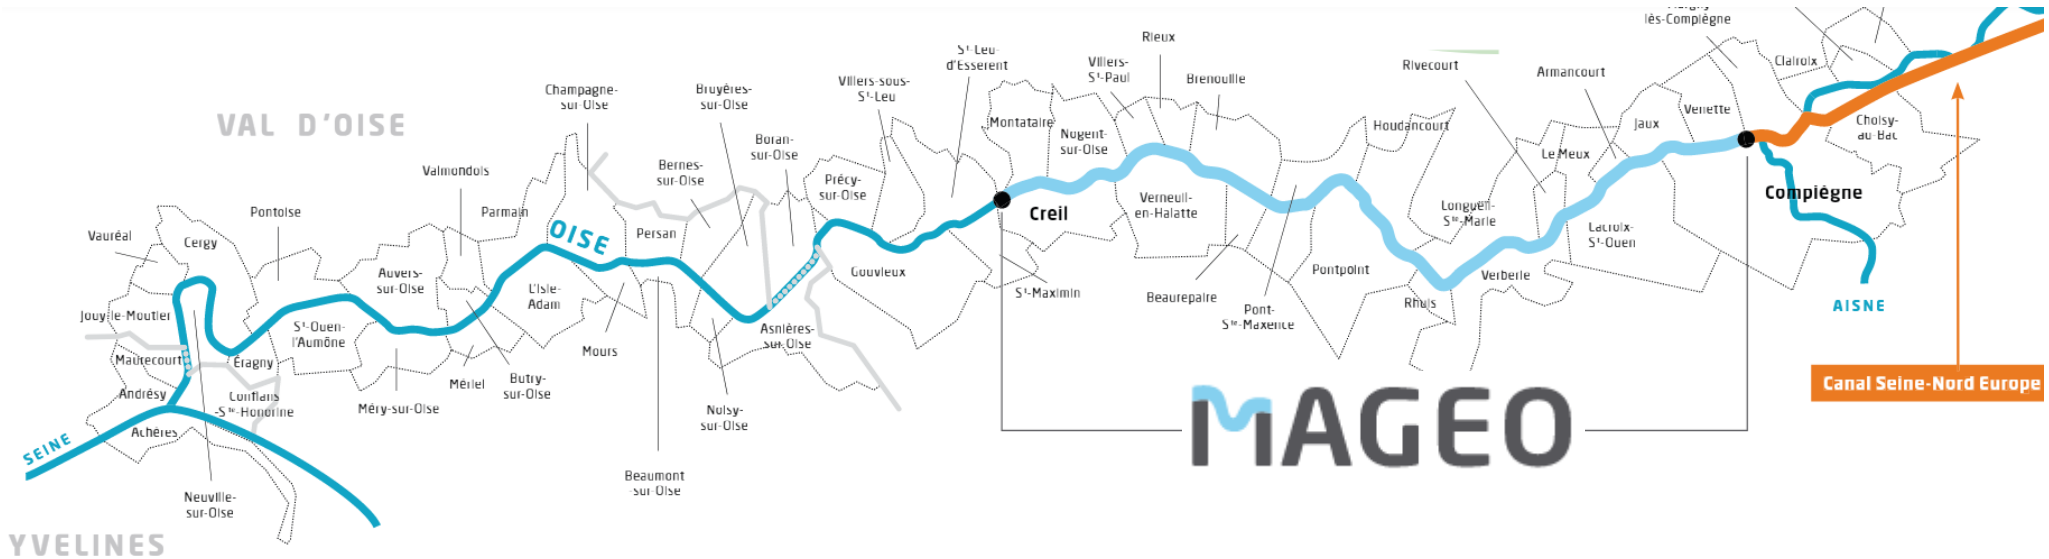 lès-Compiègne
Rieux
Clairoix
St-Leu-
d'Esserent
Villers-
St-Paul
Brenouille
Rivecourt
Armancourt
Champagne-
sur-Oise
Bruyères-
sur-Oise
Villers-sous-
St-Leu
VAL D'OISE
Montataire
Nogent-
sur-Oise
Houdancourt
Jaux
Venette
Choisy-
au-Bac
Boran-
sur-Oise
Bernes-
sur-Oise
Précy-
sur-Oise
Le Meux
Valmondois
Parmain
Pontoise
Cergy
Vauréal
OISE
Persan
Creil
Verneuil-
en-Halatte
Longueil-
Ste-Marie
Lacroix-
St-Ouen
Compiègne
Auvers-
sur-Oise
L'Isle-
Adam
Gouvieux
St-Maximin
Beaurepaire
Pont-
Ste-Maxence
Pontpoint
Rhuis
Verberie
AISNE
Jouy-le-Moutier
St-Ouen-
l'Aumône
Asnières-
sur-Oise
Mours
Maurecourt
Éragny
Andrésy
Conflans
-Ste-Honorine
Méry-sur-Oise
Mériel
Butry-
sur-Oise
Noisy-
sur-Oise
Canal Seine-Nord Europe
MAGEO
Achères
SEINE
Beaumont
-sur-Oise
Neuville-
sur-Oise
YVELINES